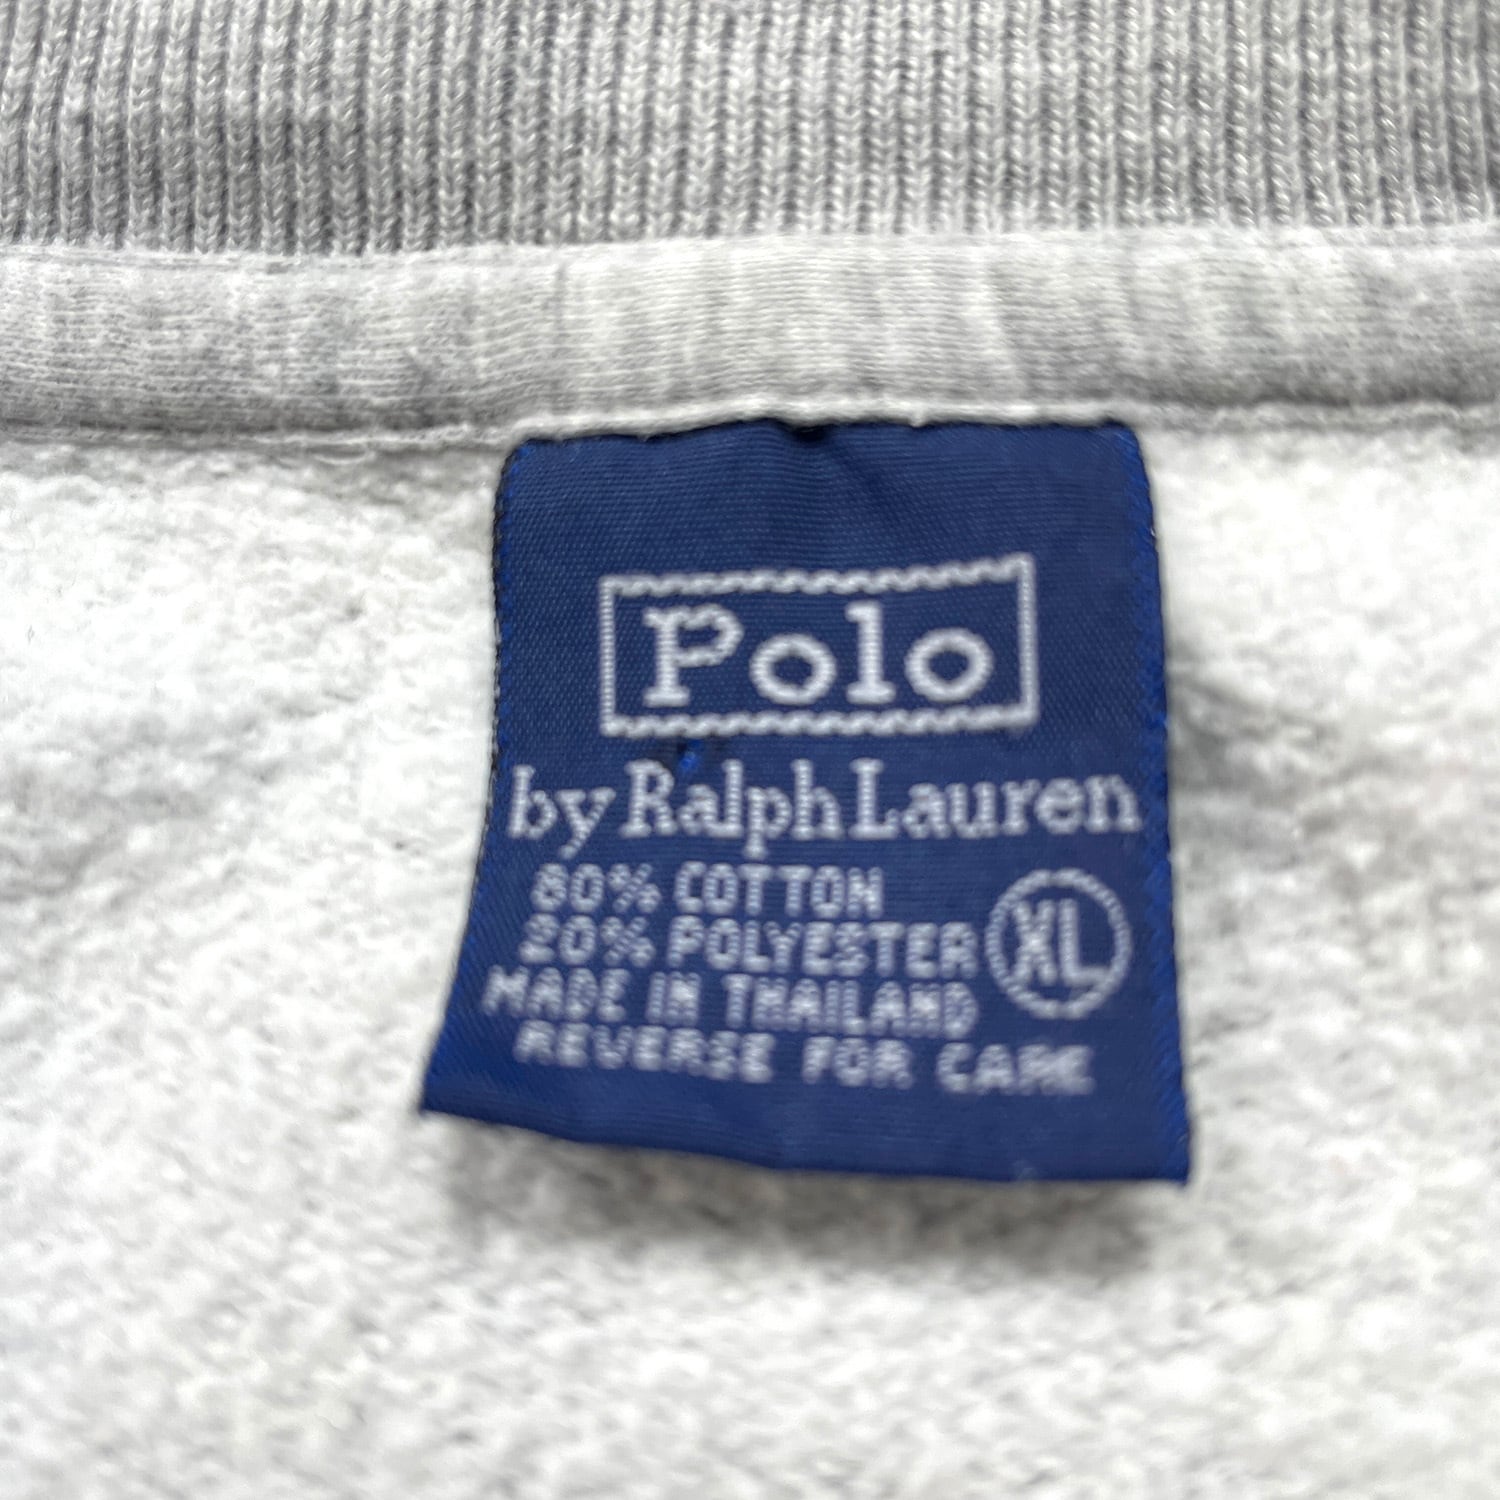 Polo
by Ralph Lauren
80% COTTON
20% POLYESTER
XL
MADE IN THAILAND
REVERSE FOR CARE